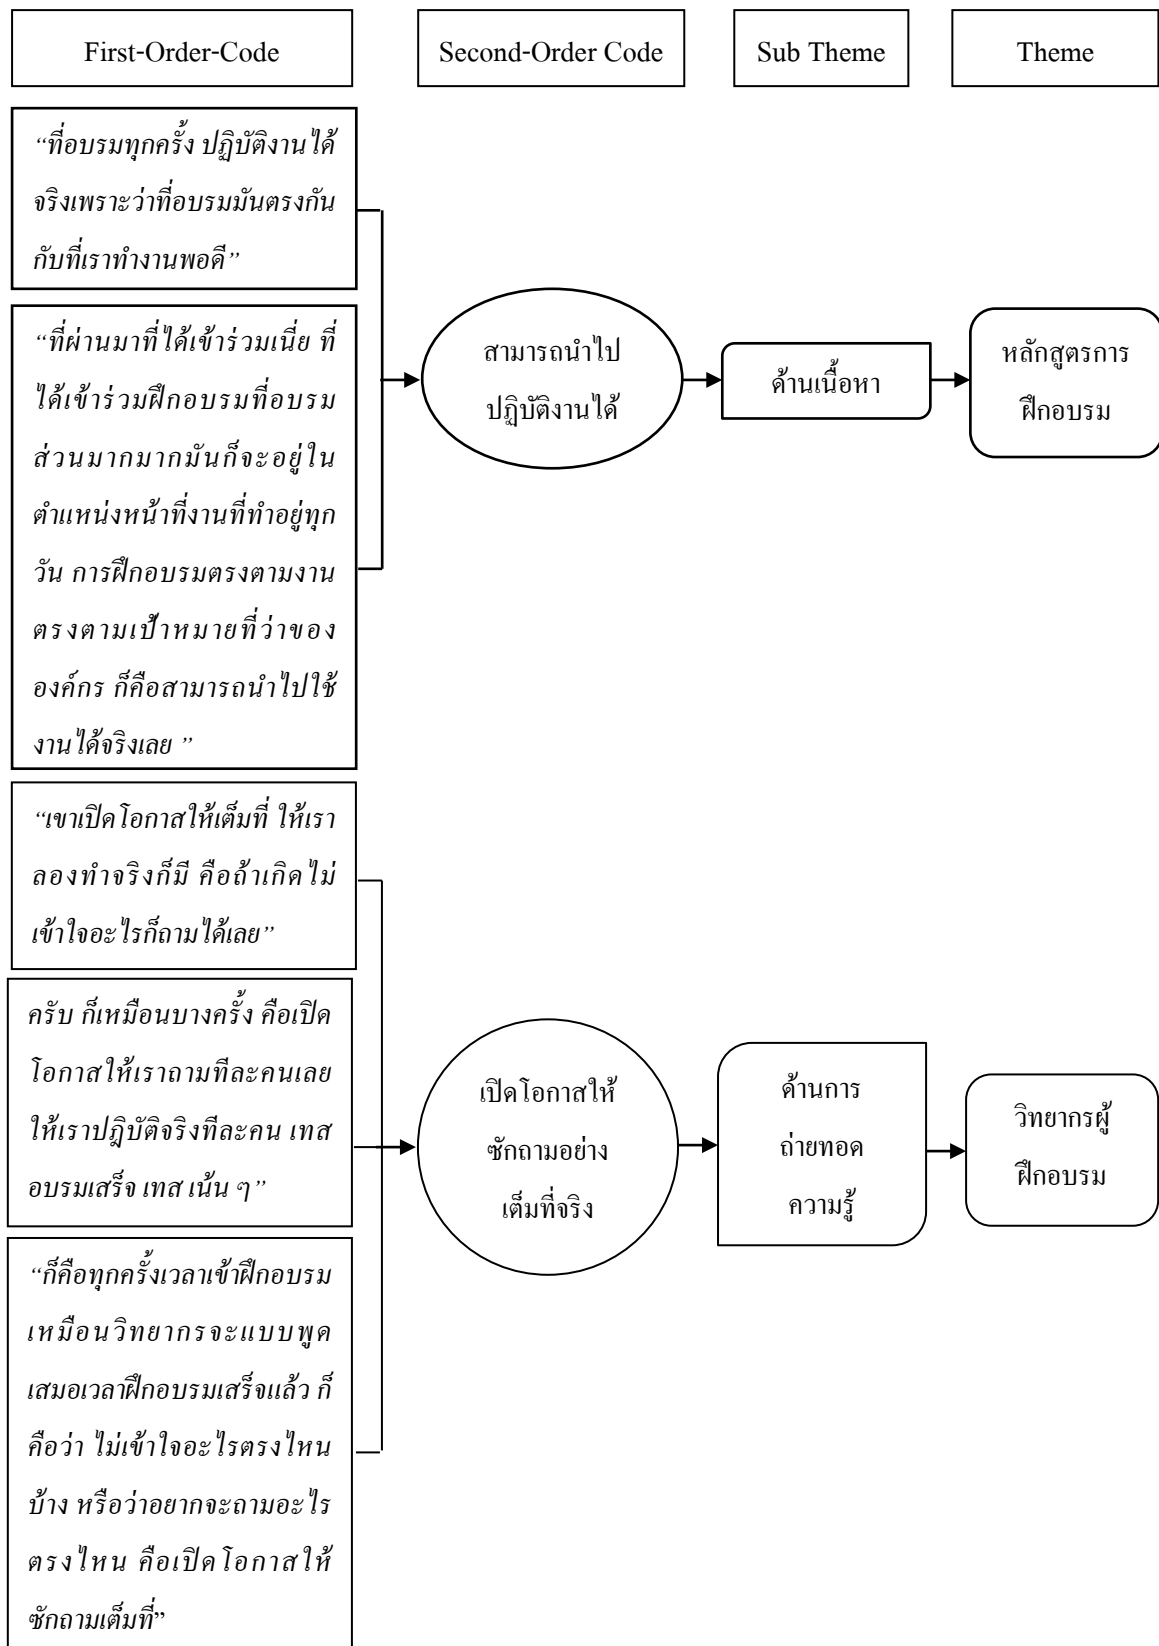 First-Order-Code
Second-Order Code
Sub Theme
Theme
“ที่อบรมทุกครั้ง ปฏิบัติงานได้
จริงเพราะว่าที่อบรมมันตรงกัน
กับที่เราทำงานพอดี”
“ที่ผ่านมาที่ได้เข้าร่วมเนี่ย ที่
ได้เข้าร่วมฝึกอบรมที่อบรม
ส่วนมากมากมันก็จะอยู่ใน
ตำแหน่งหน้าที่งานที่ทำอยู่ทุก
วัน การฝึกอบรมตรงตามงาน
ตรงตามเป้าหมายที่ว่าของ
องค์กร ก็คือสามารถนำไปใช้
งานได้จริงเลย ”
สามารถนำไป
ปฏิบัติงานได้
ด้านเนื้อหา
หลักสูตรการ
ฝึกอบรม
“เขาเปิดโอกาสให้เต็มที่ ให้เรา
ลองทำจริงก็มี คือถ้าเกิดไม่
เข้าใจอะไรก็ถามได้เลย”
ครับ ก็เหมือนบางครั้ง คือเปิด
โอกาสให้เราถามทีละคนเลย
ให้เราปฎิบัติจริงทีละคน เทส
อบรมเสร็จ เทส เน้น ๆ”
“ก็คือทุกครั้งเวลาเข้าฝึกอบรม
เหมือนวิทยากรจะแบบพูด
เสมอเวลาฝึกอบรมเสร็จแล้ว ก็
คือว่า ไม่เข้าใจอะไรตรงไหน
บ้าง หรือว่าอยากจะถามอะไร
ตรงไหน คือเปิดโอกาสให้
ซักถามเต็มที่”
เปิดโอกาสให้
ซักถามอย่าง
เต็มที่จริง
ด้านการ
ถ่ายทอด
ความรู้
วิทยากรผู้
ฝึกอบรม